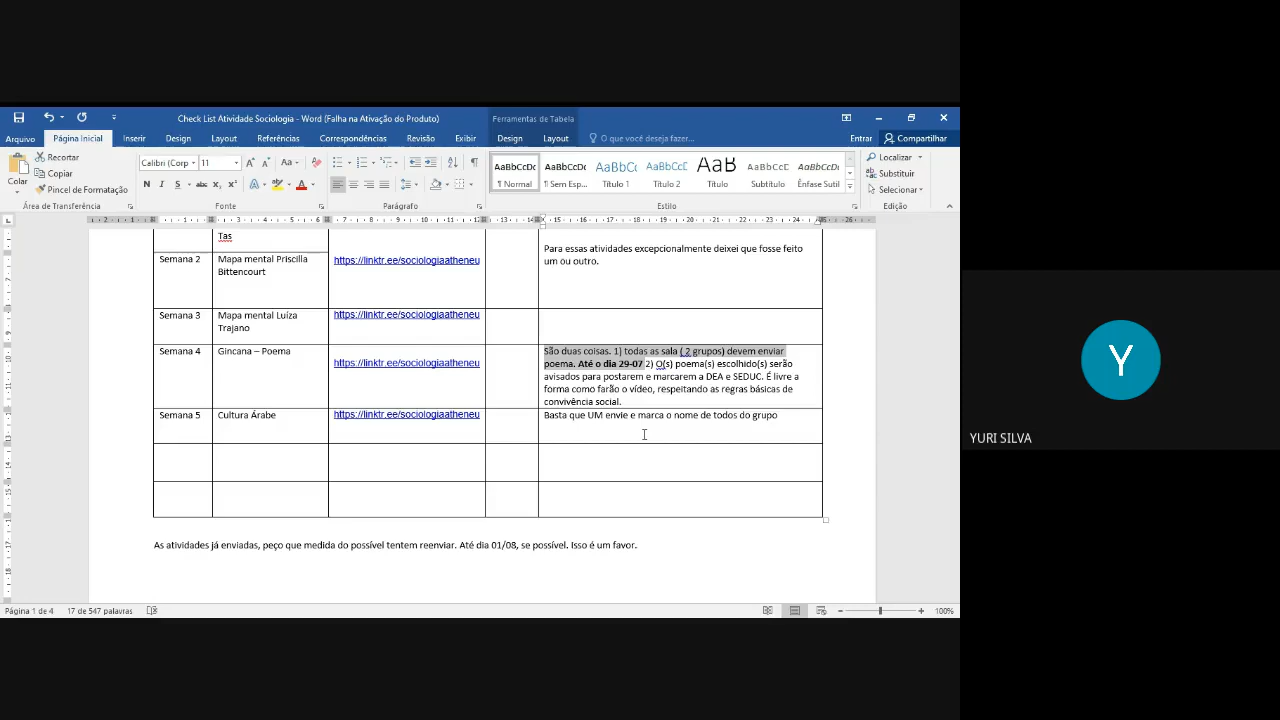 Check List Atividade Sociologia - Word (Falha na Ativação do Produto)
Ferramentas de Tabela
Arquivo Página Inicial Inserir Design Layout Referências Correspondências Revisão Exibir Design Layout O que você deseja fazer... Entrar Compartilhar
Colar
Recortar
Copiar
Pincel de Formatação
Área de Transferência
Calibri (Corp 11
Fonte
Parágrafo
AaBbCcDc AaBbCcDc AaBbCc AaBbCcC AaB AaBbCcD AaBbCcDc
¶ Normal ¶ Sem Esp... Título 1 Título 2 Título Subtítulo Ênfase Sutil
Estilo
Localizar
Substituir
Selecionar
Edição
Tas
Para essas atividades excepcionalmente deixei que fosse feito
um ou outro.
Semana 2 Mapa mental Priscilla
Bittencourt
https://linktr.ee/sociologiaatheneu
Semana 3 Mapa mental Luíza
Trajano
https://linktr.ee/sociologiaatheneu
Semana 4 Gincana – Poema
https://linktr.ee/sociologiaatheneu
São duas coisas. 1) todas as sala ( 2 grupos) devem enviar
poema. Até o dia 29-07 2) O(s) poema(s) escolhido(s) serão
avisados para postarem e marcarem a DEA e SEDUC. É livre a
forma como farão o vídeo, respeitando as regras básicas de
convivência social.
Semana 5 Cultura Árabe https://linktr.ee/sociologiaatheneu Basta que UM envie e marca o nome de todos do grupo
As atividades já enviadas, peço que medida do possível tentem reenviar. Até dia 01/08, se possível. Isso é um favor.
Página 1 de 4 17 de 547 palavras 100%
Y
YURI SILVA